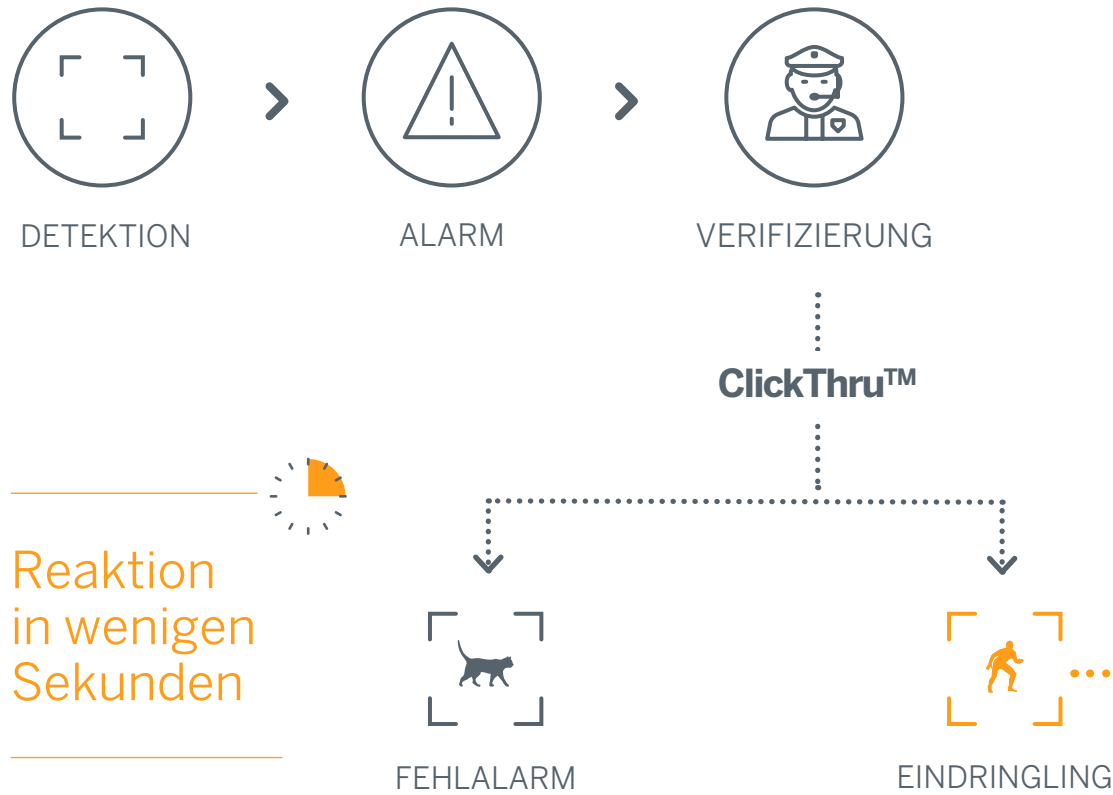 DETEKTION
ALARM
VERIFIZIERUNG
ClickThru™
Reaktion
in wenigen
Sekunden
FEHLALARM
EINDRINGLING